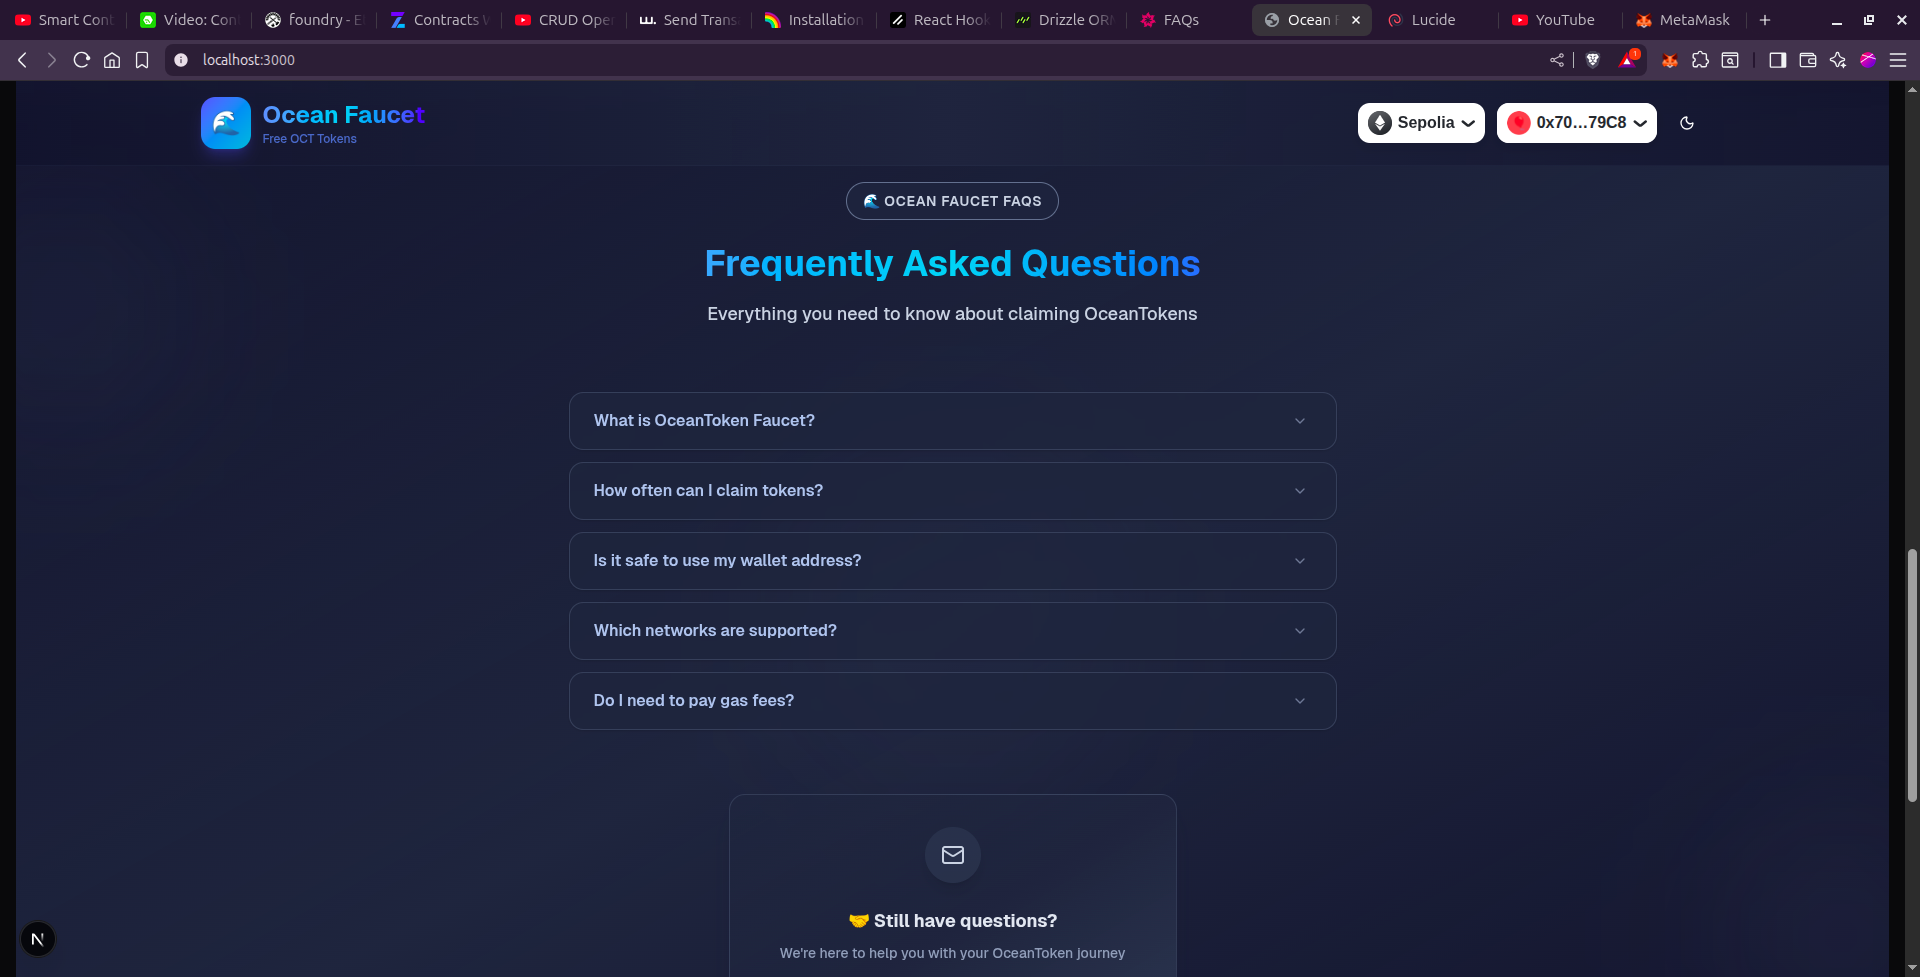 Smart Cont
Video: Con
foundry - E
Contracts W
CRUD Oper
Send Trans
Installation
React Hook
Drizzle ORM
FAQs
Ocean F
Lucide
YouTube
MetaMask
localhost:3000
1
Ocean Faucet
Free OCT Tokens
Sepolia
0x70...79C8
OCEAN FAUCET FAQS
Frequently Asked Questions
Everything you need to know about claiming OceanTokens
What is OceanToken Faucet?
How often can I claim tokens?
Is it safe to use my wallet address?
Which networks are supported?
Do I need to pay gas fees?
Still have questions?
We're here to help you with your OceanToken journey
N